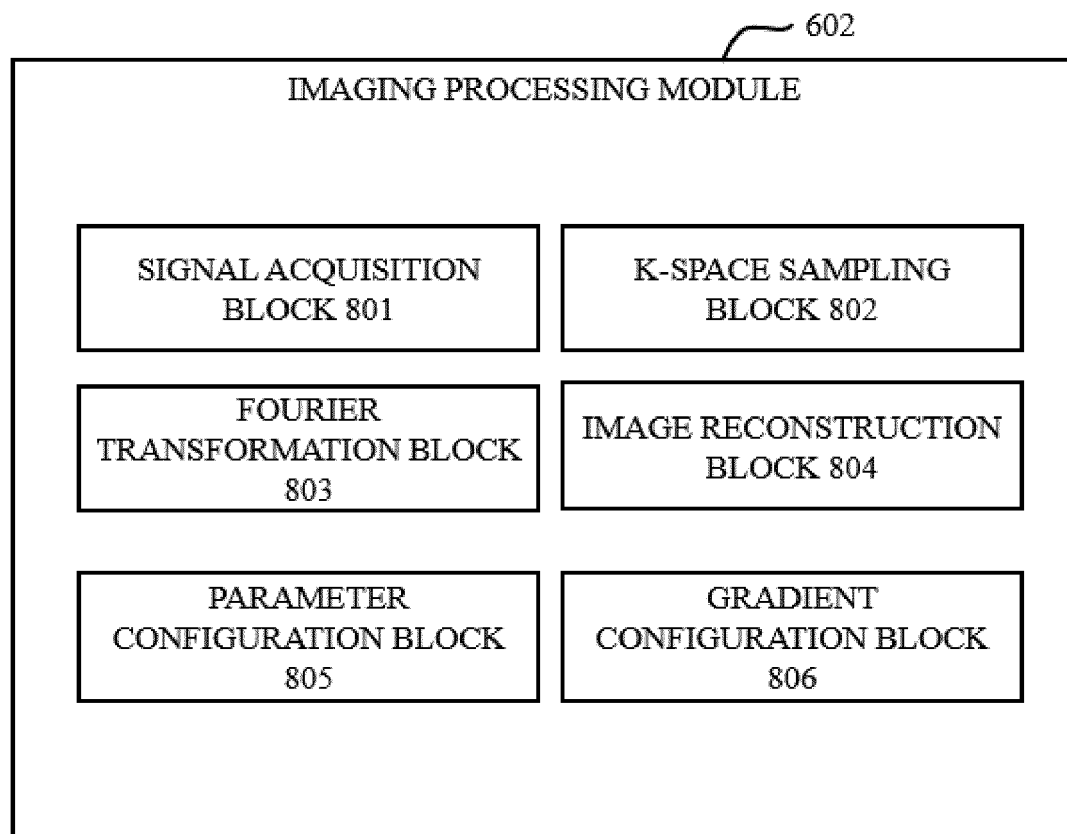 602
IMAGING PROCESSING MODULE
SIGNAL ACQUISITION
BLOCK 801
K-SPACE SAMPLING
BLOCK 802
FOURIER
TRANSFORMATION BLOCK
803
IMAGE RECONSTRUCTION
BLOCK 804
PARAMETER
CONFIGURATION BLOCK
805
GRADIENT
CONFIGURATION BLOCK
806